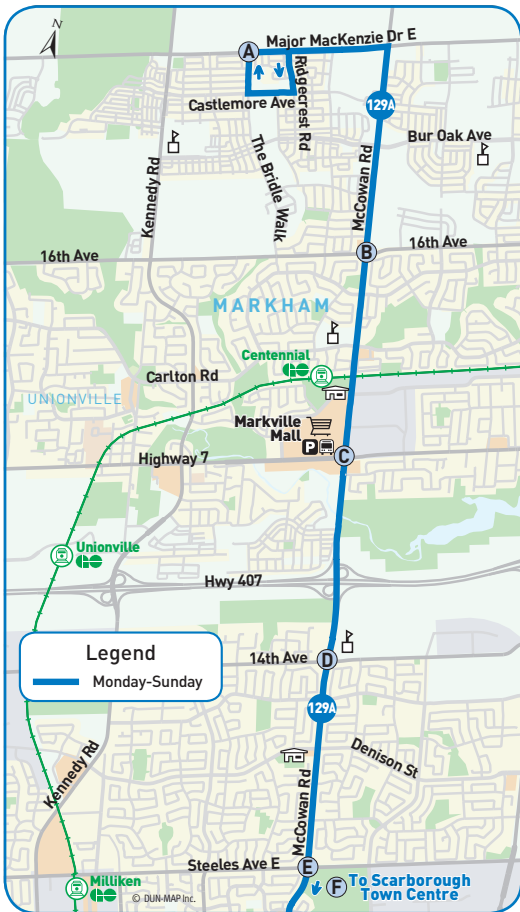 N
A
Major MacKenzie Dr E
Ridgecrest Rd
Castlemore Ave
129A
Bur Oak Ave
Kennedy Rd
The Bridle Walk
McCowan Rd
16th Ave
B
16th Ave
MARKHAM
Centennial
Carlton Rd
UNIONVILLE
Markville
Mall
P
Highway 7
C
Unionville
Hwy 407
Legend
Monday-Sunday
14th Ave
D
129A
Kennedy Rd
Denison St
McCowan Rd
Steeles Ave E
E
F
To Scarborough
Town Centre
Milliken
© DUN-MAP Inc.